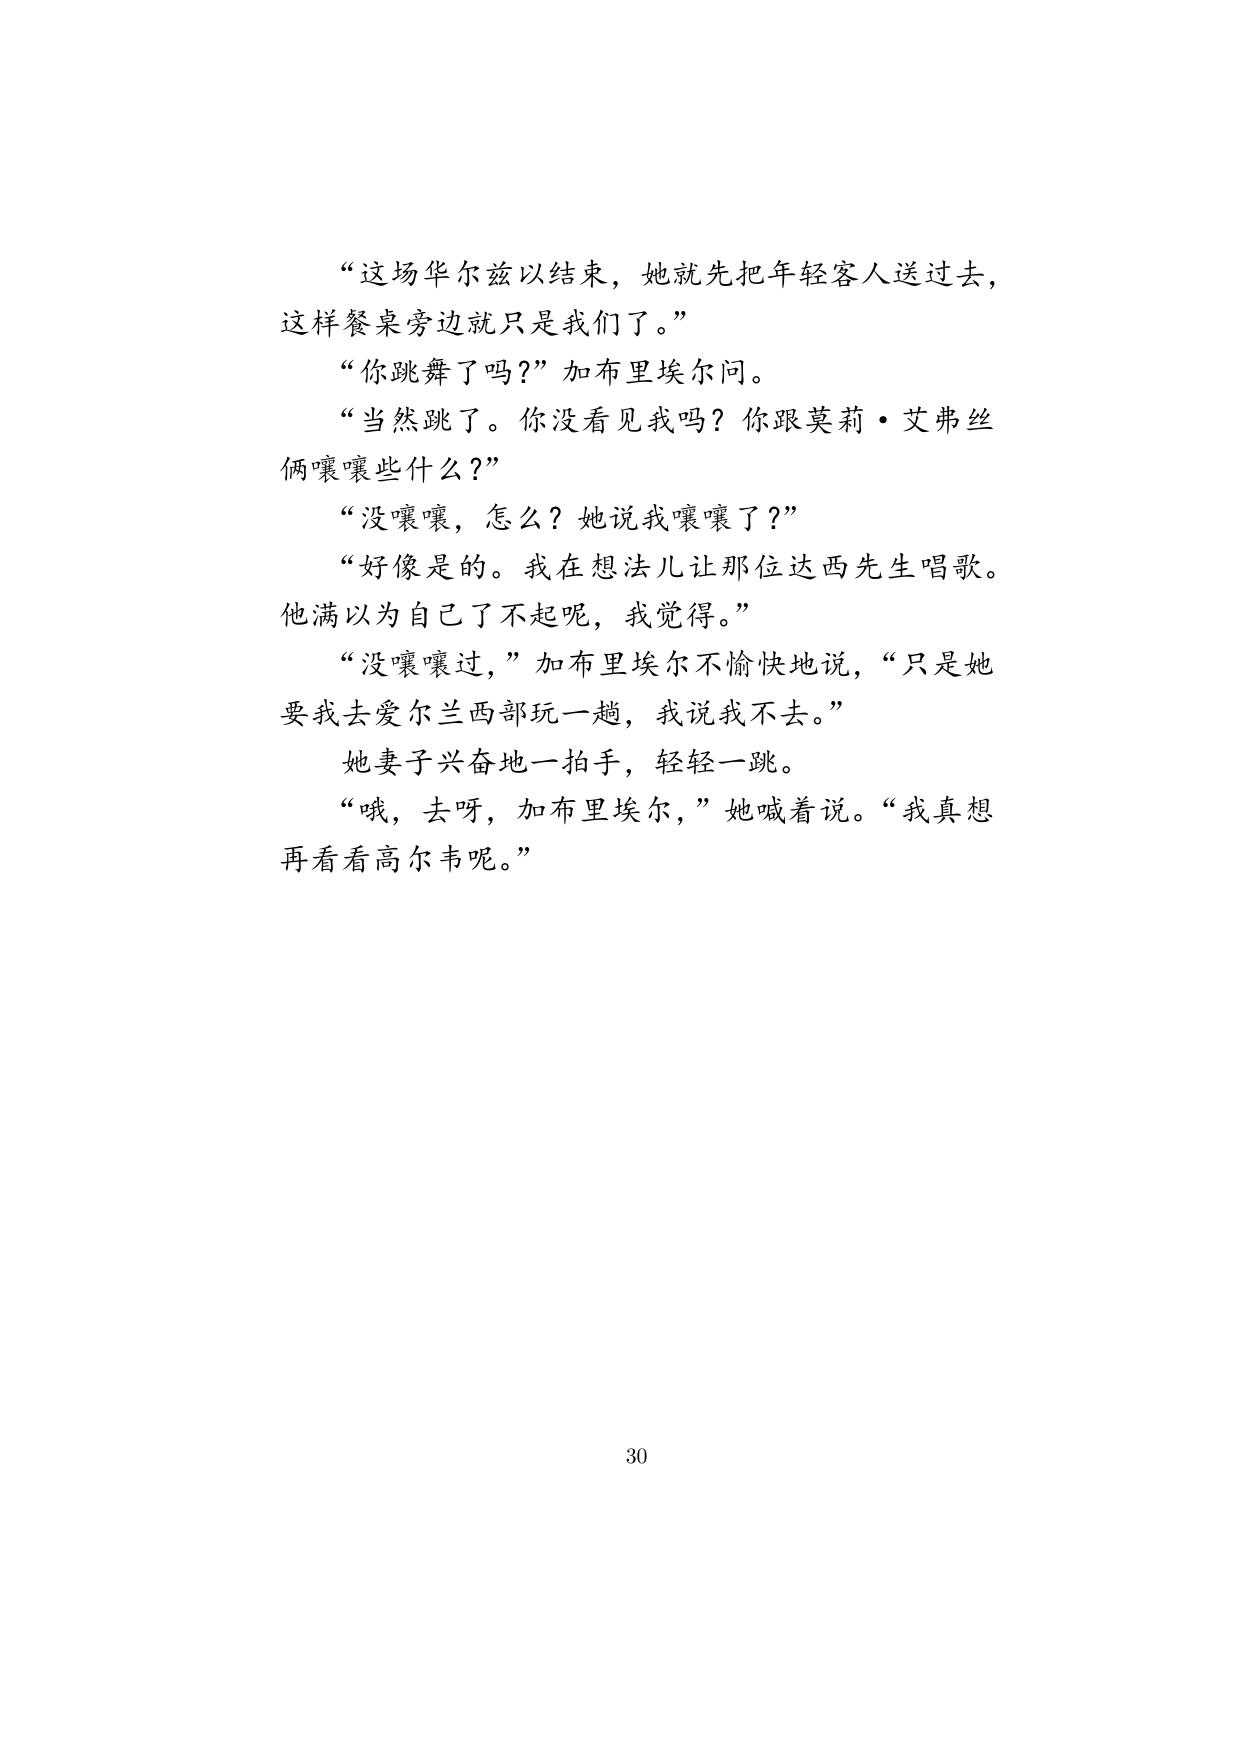 “这场华尔兹以结束，她就先把年轻客人送过去，
这样餐桌旁边就只是我们了。”
“你跳舞了吗？”加布里埃尔问。
“当然跳了。你没看见我吗？你跟莫莉·艾弗丝
俩嚷嚷些什么？”
“没嚷嚷，怎么？她说我嚷嚷了？”
“好像是的。我在想法儿让那位达西先生唱歌。
他满以为自己了不起呢，我觉得。”
“没嚷嚷过，”加布里埃尔不愉快地说，“只是她
要我去爱尔兰西部玩一趟，我说我不去。”
她妻子兴奋地一拍手，轻轻一跳。
“哦，去呀，加布里埃尔，”她喊着说。“我真想
再看看高尔韦呢。”
30